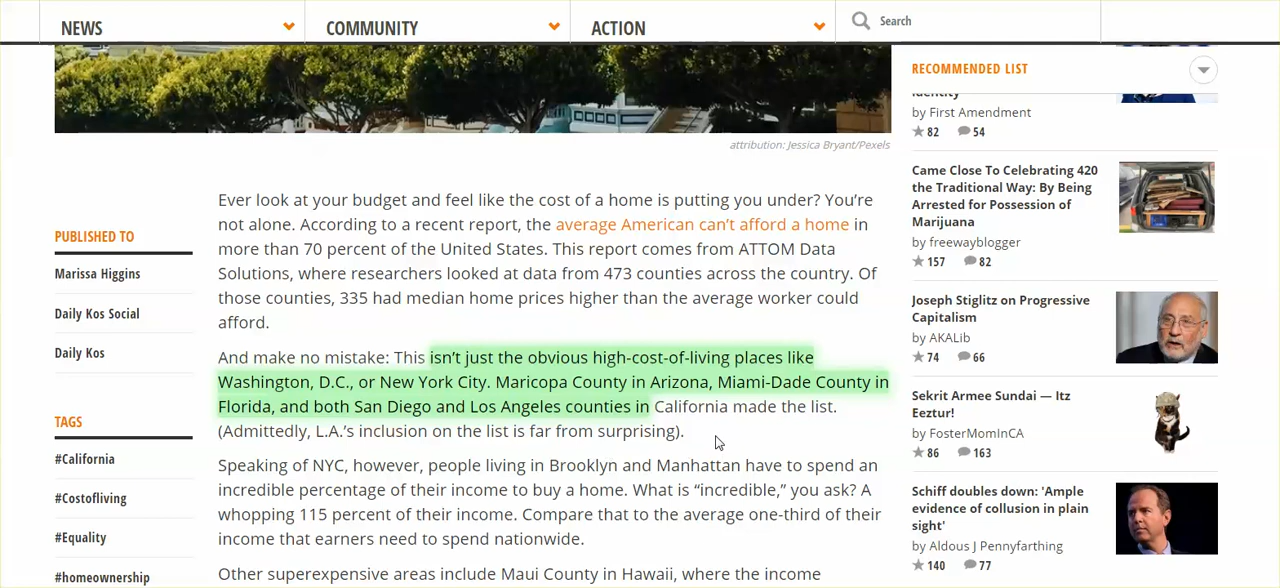 NEWS
COMMUNITY
ACTION
Search
attribution: Jessica Bryant/Pexels
PUBLISHED TO
Marissa Higgins
Daily Kos Social
Daily Kos
TAGS
#California
#Costofliving
#Equality
#homeownership
Ever look at your budget and feel like the cost of a home is putting you under? You’re
not alone. According to a recent report, the average American can’t afford a home in
more than 70 percent of the United States. This report comes from ATTOM Data
Solutions, where researchers looked at data from 473 counties across the country. Of
those counties, 335 had median home prices higher than the average worker could
afford.
And make no mistake: This isn’t just the obvious high-cost-of-living places like
Washington, D.C., or New York City. Maricopa County in Arizona, Miami-Dade County in
Florida, and both San Diego and Los Angeles counties in California made the list.
(Admittedly, L.A.’s inclusion on the list is far from surprising).
Speaking of NYC, however, people living in Brooklyn and Manhattan have to spend an
incredible percentage of their income to buy a home. What is “incredible,” you ask? A
whopping 115 percent of their income. Compare that to the average one-third of their
income that earners need to spend nationwide.
Other superexpensive areas include Maui County in Hawaii, where the income
RECOMMENDED LIST
Identity
by First Amendment
82 54
Came Close To Celebrating 420
the Traditional Way: By Being
Arrested for Possession of
Marijuana
by freewayblogger
157 82
Joseph Stiglitz on Progressive
Capitalism
by AKALib
74 66
Sekrit Armee Sundai — Itz
Eeztur!
by FosterMomInCA
86 163
Schiff doubles down: 'Ample
evidence of collusion in plain
sight'
by Aldous J Pennyfarthing
140 77